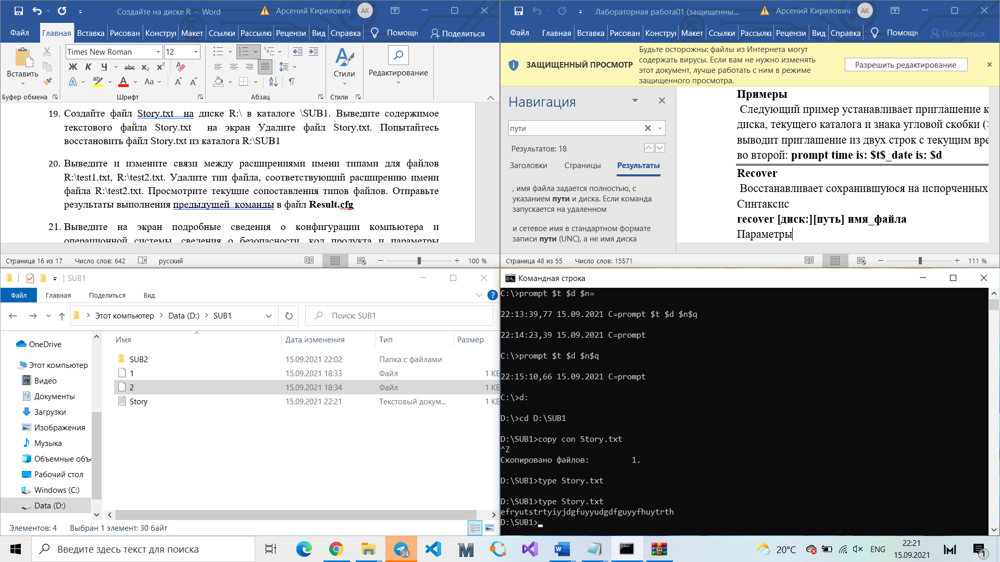 Создайте на диске R - Word
Арсений Кирилович
АК
Файл
Главная
Вставка
Рисован
Констру
Макет
Ссылки
Рассылк
Рецензи
Вид
Справка
Помощн
Поделиться
Вставить
Times New Roman
12
Ж К Ч abc x₂ x²
A A Aa A A
Стили
Редактирование
Буфер обмена
Шрифт
Абзац
Стили
19. Создайте файл Story.txt на диске R:\ в каталоге \SUB1. Выведите содержимое
текстового файла Story.txt на экран Удалите файл Story.txt. Попытайтесь
восстановить файл Story.txt из каталога R:\SUB1
20. Выведите и измените связи между расширениями имени типами для файлов
R:\test1.txt, R:\test2.txt. Удалите тип файла, соответствующий расширению имени
файла R:\test2.txt. Просмотрите текущие сопоставления типов файлов. Отправьте
результаты выполнения предыдущей команды в файл Result.cfg
21. Выведите на экран подробные сведения о конфигурации компьютера и
операционной системы, сведения о безопасности, код продукта и параметры
Страница 16 из 17
Число слов: 642
русский
100 %
Лабораторная работа01 (защищенны...
Арсений Кирилович
АК
Файл
Главная
Вставка
Рисован
Констру
Макет
Ссылки
Рассылк
Рецензи
Вид
Справка
Помощн
Поделиться
ЗАЩИЩЕННЫЙ ПРОСМОТР
Будьте осторожны: файлы из Интернета могут
содержать вирусы. Если вам не нужно изменять
этот документ, лучше работать с ним в режиме
защищенного просмотра.
Разрешить редактирование
Навигация
пути
Результатов: 18
Заголовки
Страницы
Результаты
, имя файла задается полностью, с
указанием пути и диска. Если команда
запускается на удаленном
и сетевое имя в стандартном формате
записи пути (UNC), а не имя диска
Примеры
Следующий пример устанавливает приглашение к
диска, текущего каталога и знака угловой скобки (>
выводит приглашение из двух строк с текущим вре
во второй: prompt time is: $t$_date is: $d
Recover
Восстанавливает сохранившуюся на испорченных
Синтаксис
recover [диск:][путь] имя_файла
Параметры
Страница 48 из 55
Число слов: 15571
111 %
SUB1
Файл
Главная
Поделиться
Вид
Этот компьютер
Data (D:)
SUB1
Поиск: SUB1
OneDrive
Этот компьютер
Видео
Документы
Загрузки
Изображения
Музыка
Объемные объе
Рабочий стол
Windows (C:)
Data (D:)
Имя Дата изменения Тип Размер
SUB2 15.09.2021 22:02 Папка с файлами
1 15.09.2021 18:33 Файл 1 КБ
2 15.09.2021 18:34 Файл 1 КБ
Story 15.09.2021 22:21 Текстовый докум... 1 КБ
Элементов: 4
Выбран 1 элемент: 30 байт
Командная строка
C:\>prompt $t $d $n=
22:13:39,77 15.09.2021 C=prompt $t $d $n$q
22:14:23,39 15.09.2021 C=prompt
C:\>prompt $t $d $n$q
22:15:10,66 15.09.2021 C=prompt
C:\>d:
D:\>cd D:\SUB1
D:\SUB1>copy con Story.txt
^Z
Скопировано файлов: 1.
D:\SUB1>type Story.txt
D:\SUB1>type Story.txt
efryutstrtyiyjdgfuyyudgdfguyyfhuytrth
D:\SUB1>
Введите здесь текст для поиска
24
20°C
ENG
22:21
15.09.2021
1